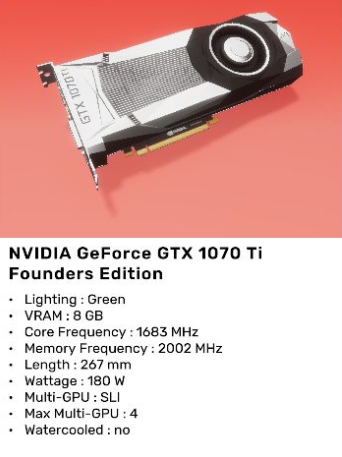 GTX 1070 Ti
NVIDIA GeForce GTX 1070 Ti
Founders Edition
• Lighting : Green
• VRAM : 8 GB
• Core Frequency : 1683 MHz
• Memory Frequency : 2002 MHz
• Length : 267 mm
• Wattage : 180 W
• Multi-GPU : SLI
• Max Multi-GPU : 4
• Watercooled : no